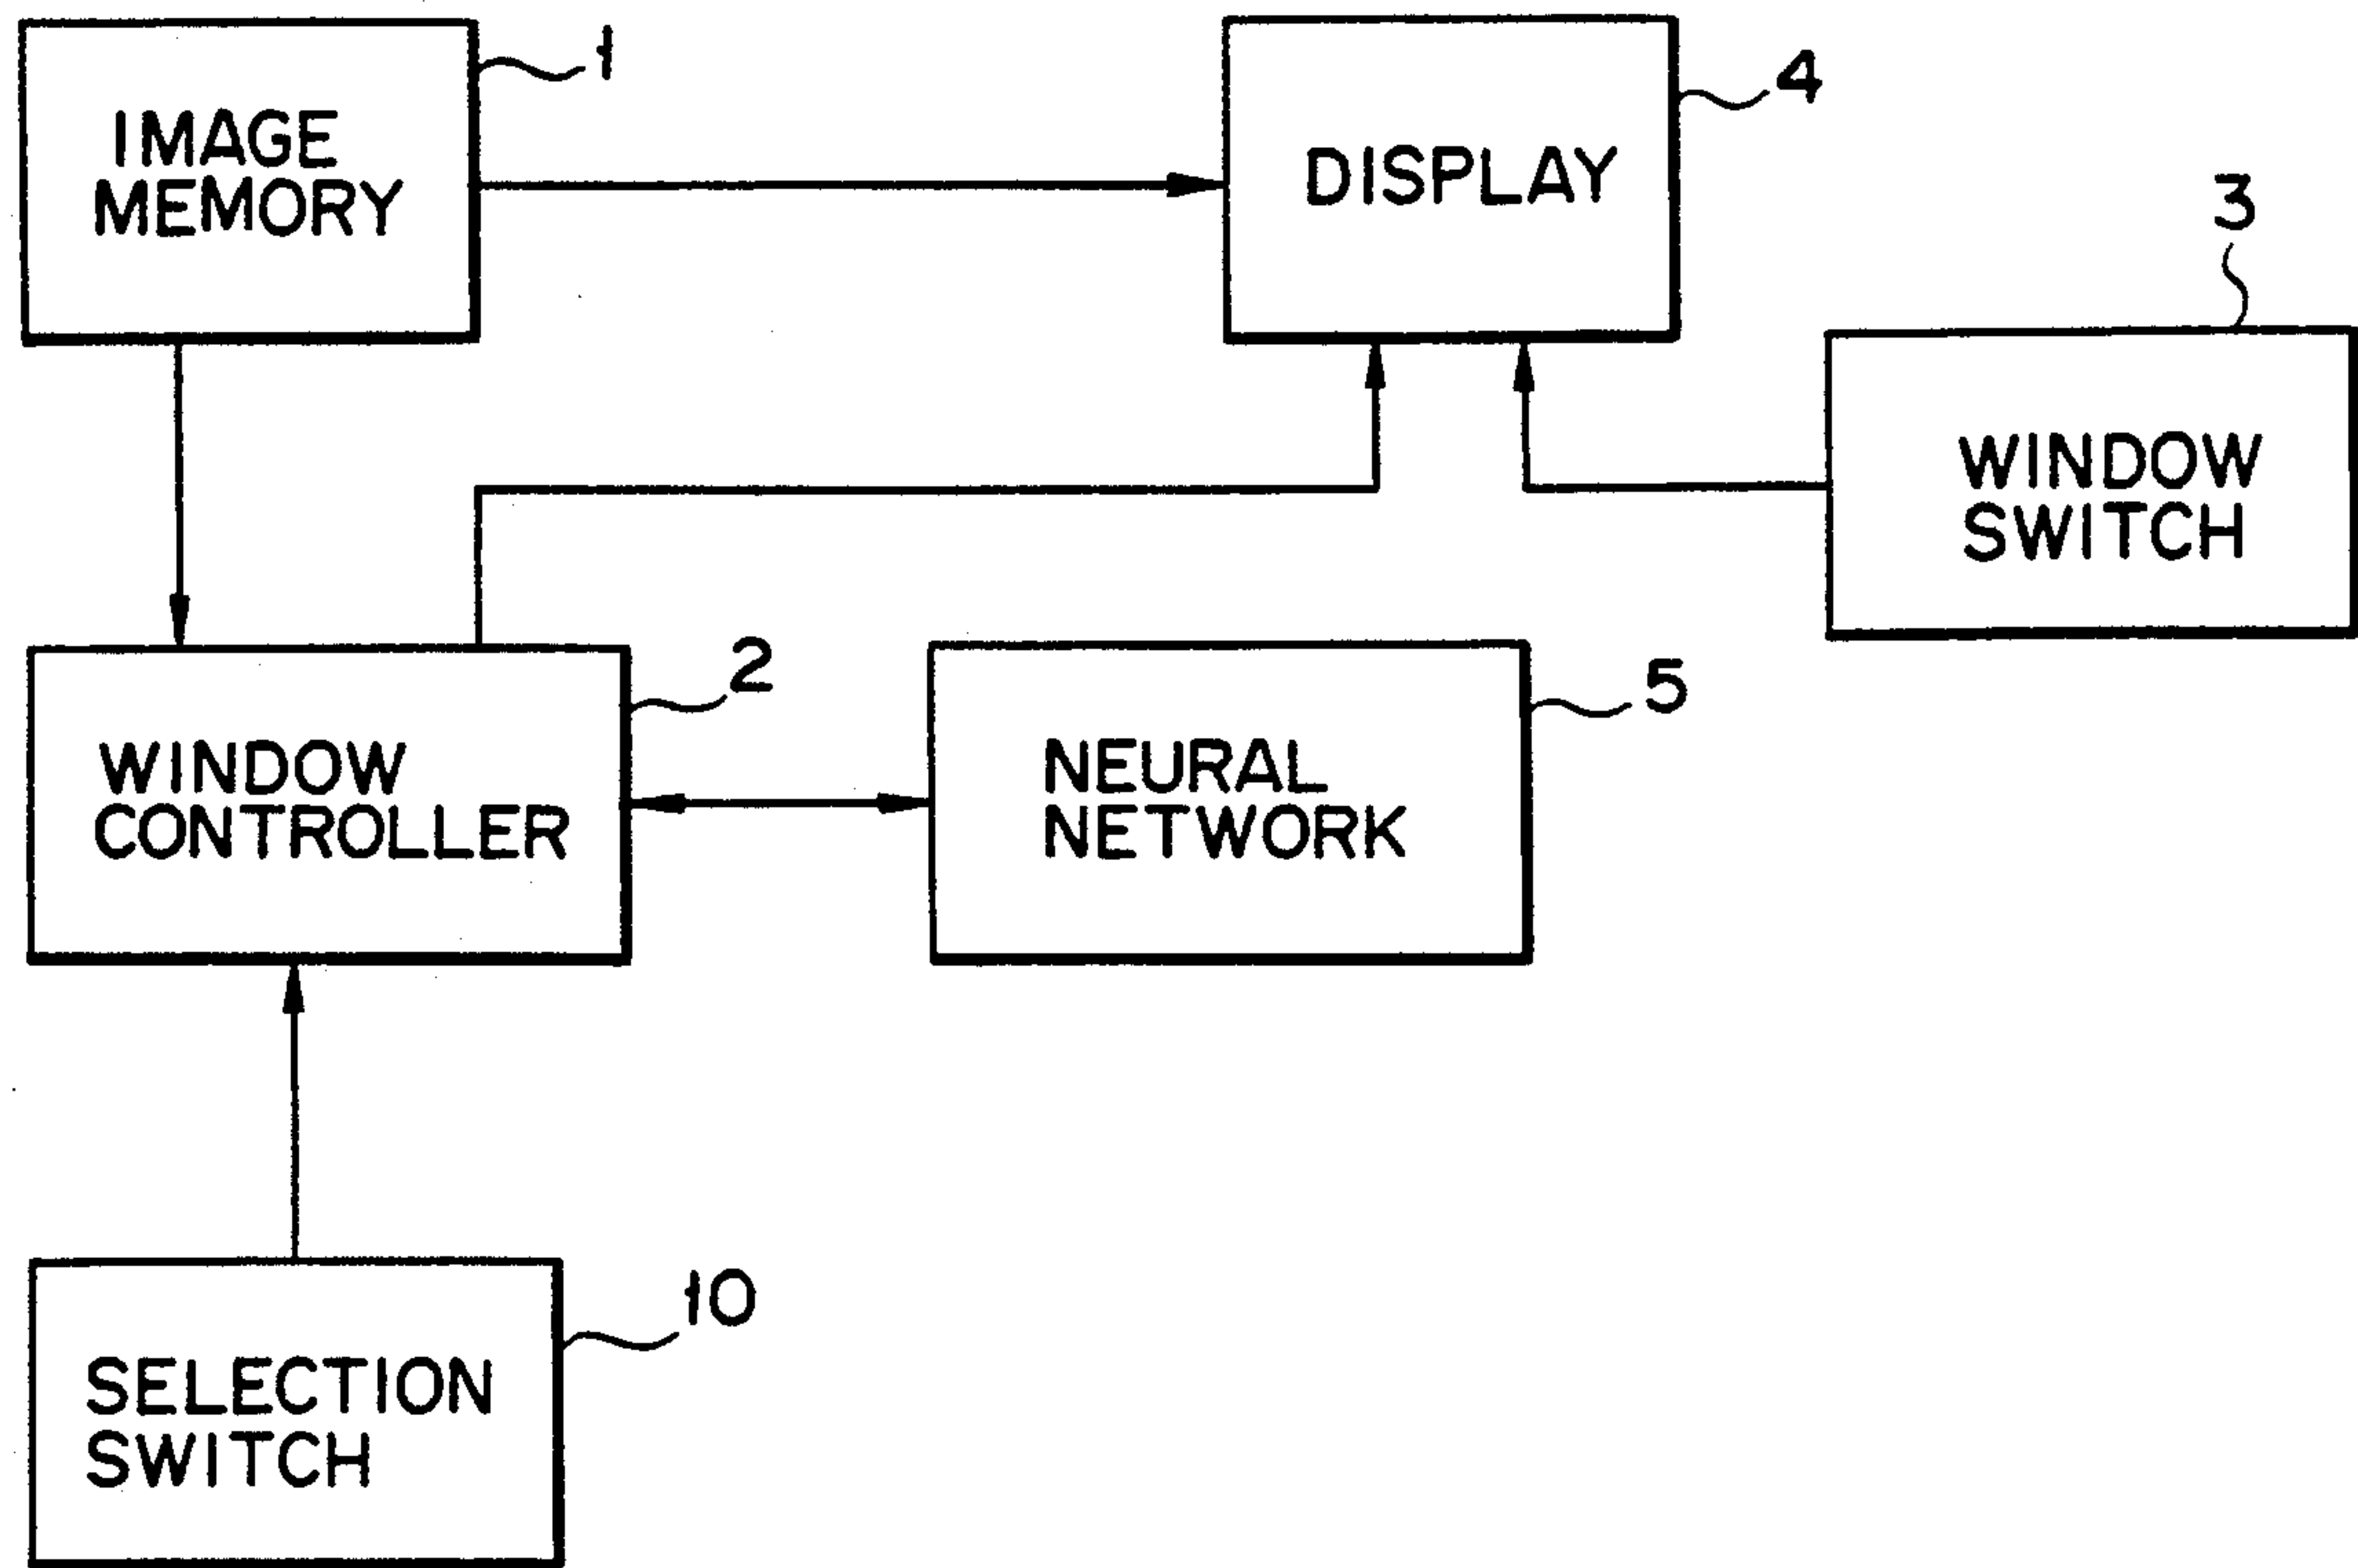 1
IMAGE
MEMORY
4
DISPLAY
3
WINDOW
SWITCH
2
WINDOW
CONTROLLER
5
NEURAL
NETWORK
10
SELECTION
SWITCH